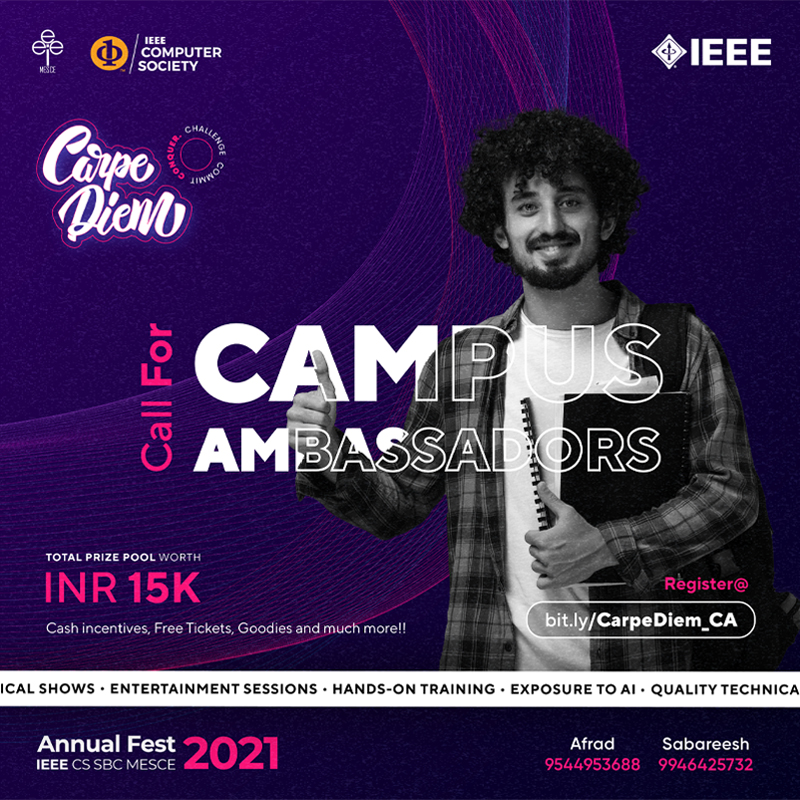 MESCE
IEEE
COMPUTER
SOCIETY
IEEE
Carpe
Diem
CONQUER. CHALLENGE COMMIT
Call For
CAMPUS
AMBASSADORS
TOTAL PRIZE POOL WORTH
INR 15K
Cash incentives, Free Tickets, Goodies and much more!!
Register@
bit.ly/CarpeDiem_CA
ICAL SHOWS • ENTERTAINMENT SESSIONS • HANDS-ON TRAINING • EXPOSURE TO AI • QUALITY TECHNICA
Annual Fest
IEEE CS SBC MESCE
2021
Afrad
9544953688
Sabareesh
9946425732